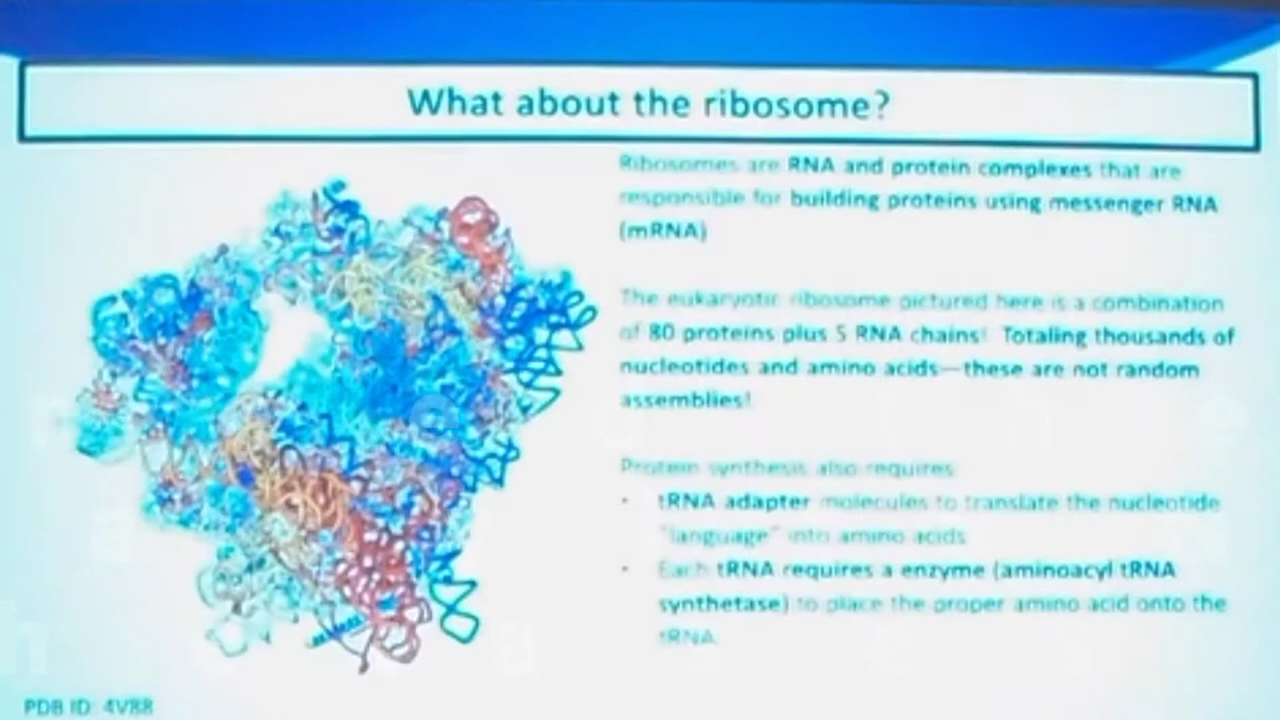 What about the ribosome?
Ribosomes are RNA and protein complexes that are
responsible for building proteins using messenger RNA
(mRNA)
The eukaryotic ribosome pictured here is a combination
of 80 proteins plus 5 RNA chains! Totaling thousands of
nucleotides and amino acids—these are not random
assemblies!
Protein synthesis also requires
• tRNA adapter molecules to translate the nucleotide
"language" into amino acids
• Each tRNA requires a enzyme (aminoacyl tRNA
synthetase) to place the proper amino acid onto the
tRNA.
PDB ID: 4V88